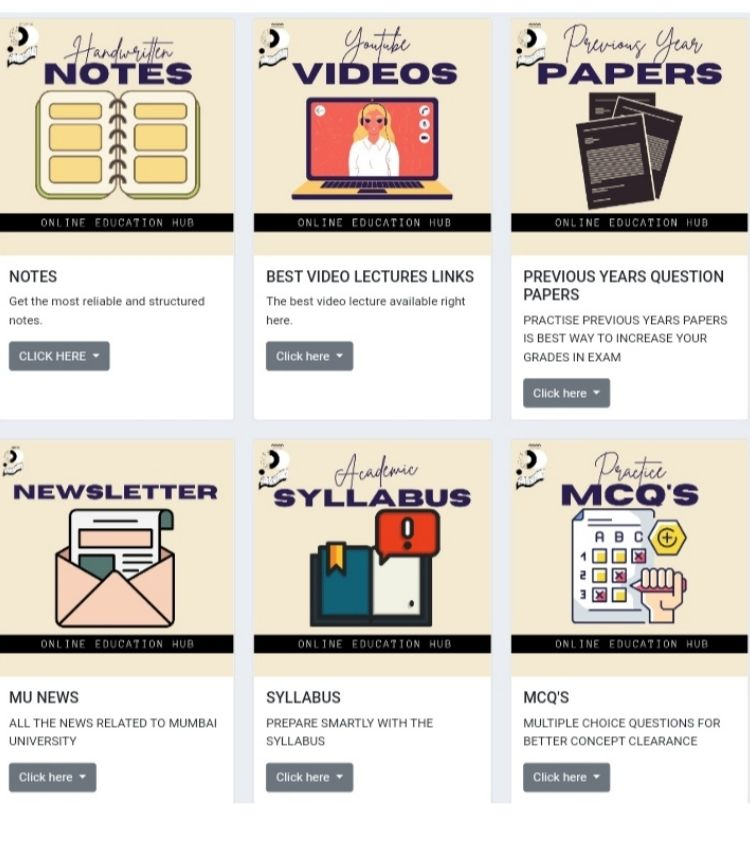 Handwritten
NOTES
ONLINE EDUCATION HUB
NOTES
Get the most reliable and structured
notes.
CLICK HERE
Youtube
VIDEOS
ONLINE EDUCATION HUB
BEST VIDEO LECTURES LINKS
The best video lecture available right
here.
Click here
Previous Year
PAPERS
ONLINE EDUCATION HUB
PREVIOUS YEARS QUESTION
PAPERS
PRACTISE PREVIOUS YEARS PAPERS
IS BEST WAY TO INCREASE YOUR
GRADES IN EXAM
Click here
NEWSLETTER
ONLINE EDUCATION HUB
MU NEWS
ALL THE NEWS RELATED TO MUMBAI
UNIVERSITY
Click here
Academic
SYLLABUS
ONLINE EDUCATION HUB
SYLLABUS
PREPARE SMARTLY WITH THE
SYLLABUS
Click here
Practice
MCQ'S
A B C
1
2
3
ONLINE EDUCATION HUB
MCQ'S
MULTIPLE CHOICE QUESTIONS FOR
BETTER CONCEPT CLEARANCE
Click here